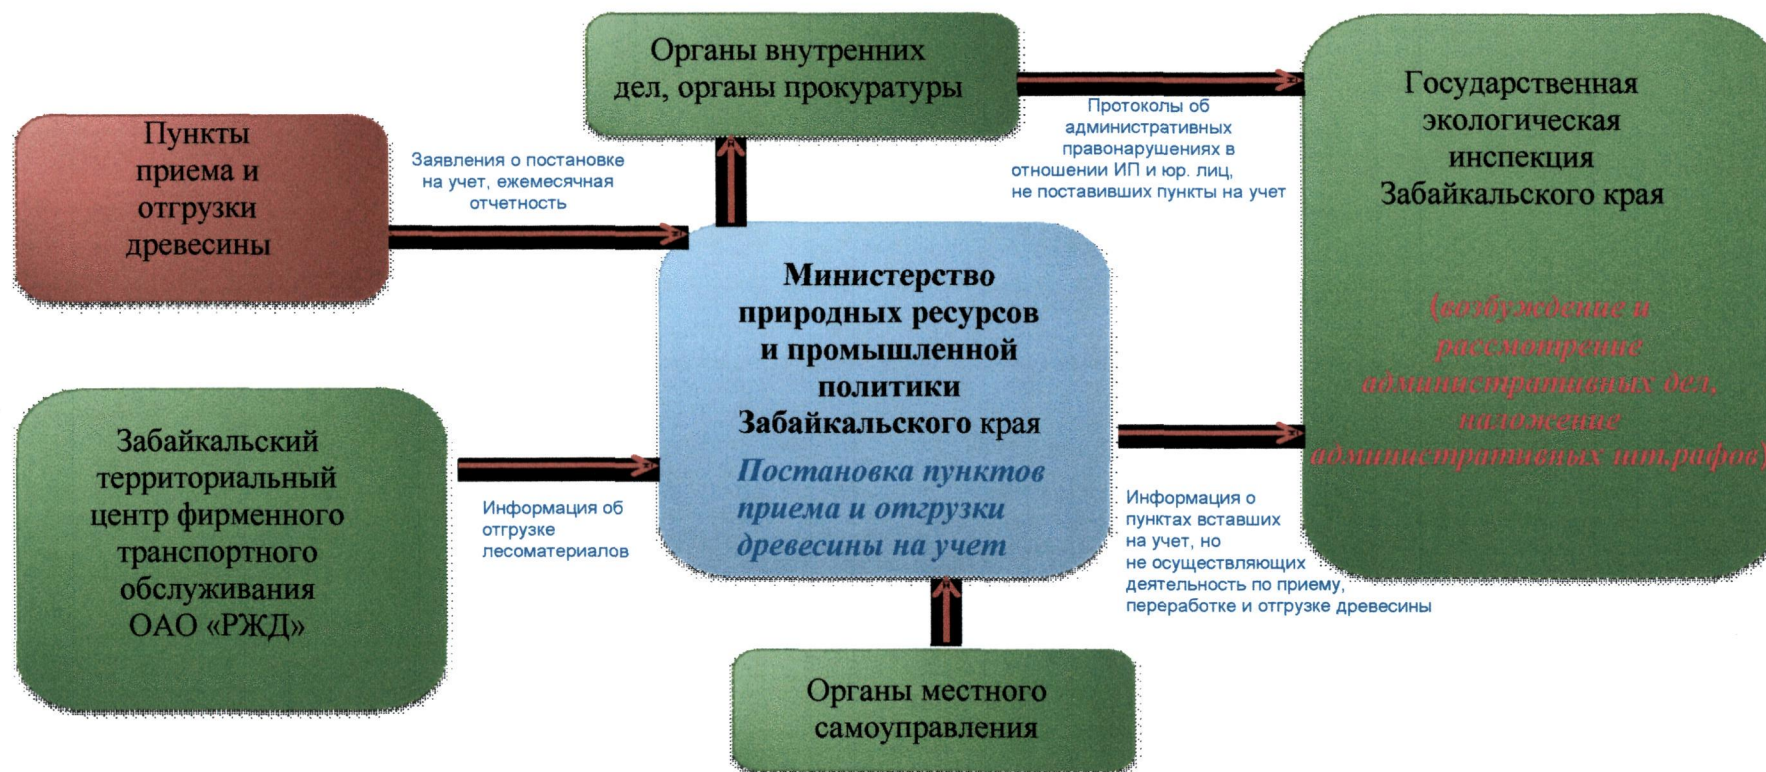 Органы внутренних
дел, органы прокуратуры
Государственная
экологическая
инспекция
Забайкальского края
(возбуждение и
рассмотрение
административных дел,
наложение
административных штрафов)
Протоколы об
административных
правонарушениях в
отношении ИП и юр. лиц,
не поставивших пункты на учет
Пункты
приема и
отгрузки
древесины
Заявления о постановке
на учет, ежемесячная
отчетность
Министерство
природных ресурсов
и промышленной
политики
Забайкальского края
Постановка пунктов
приема и отгрузки
древесины на учет
Забайкальский
территориальный
центр фирменного
транспортного
обслуживания
ОАО «РЖД»
Информация об
отгрузке
лесоматериалов
Информация о
пунктах вставших
на учет, но
не осуществляющих
деятельность по приему,
переработке и отгрузке древесины
Органы местного
самоуправления